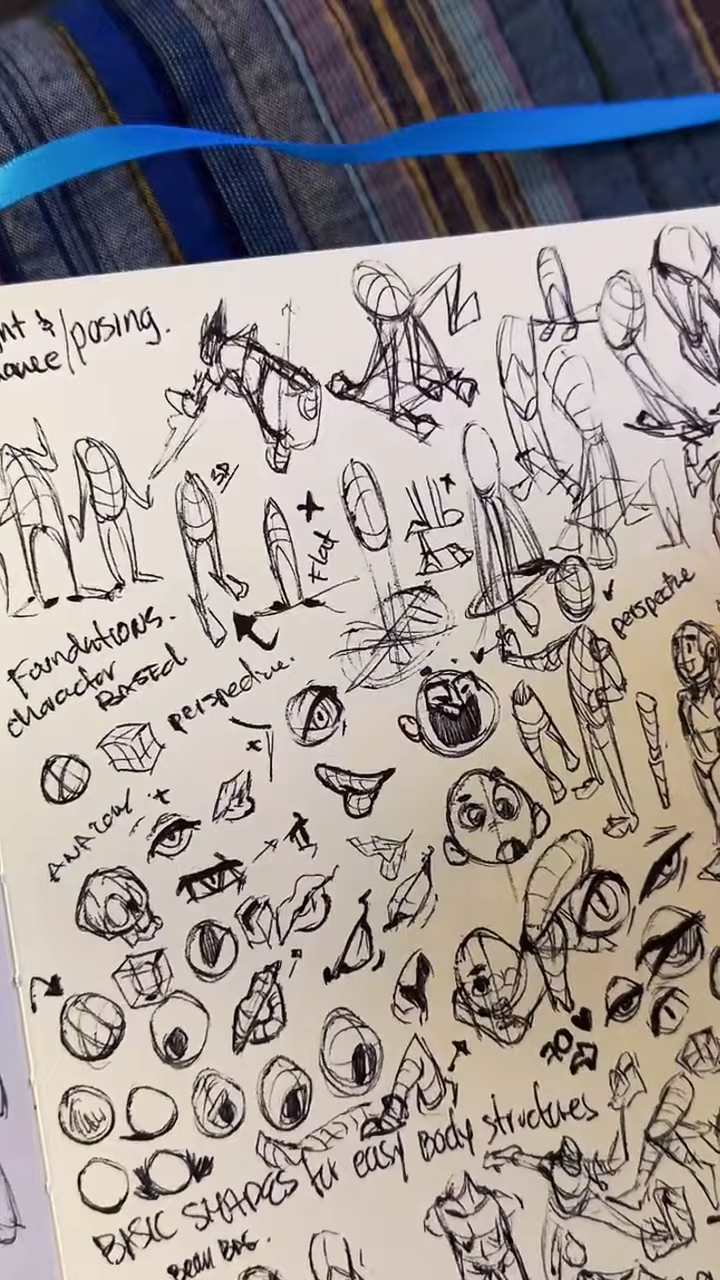 & /posing.
3D
Flat
Foundations.
character
BASED
perspective.
perspective
ANATOMY
BASIC SHAPES for easy Body structures
Bean BAG.